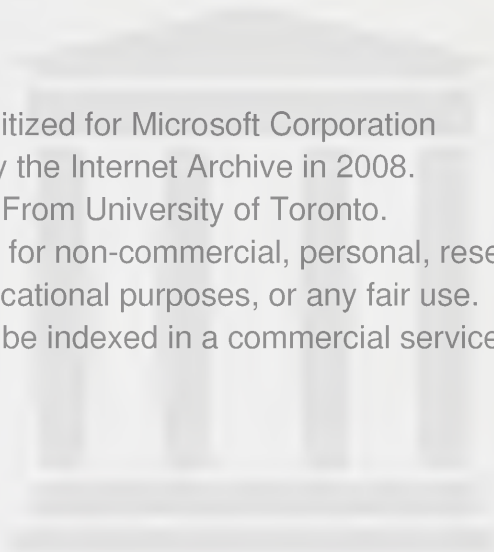 itized for Microsoft Corporation
y the Internet Archive in 2008.
From University of Toronto.
for non-commercial, personal, rese
cational purposes, or any fair use.
be indexed in a commercial service